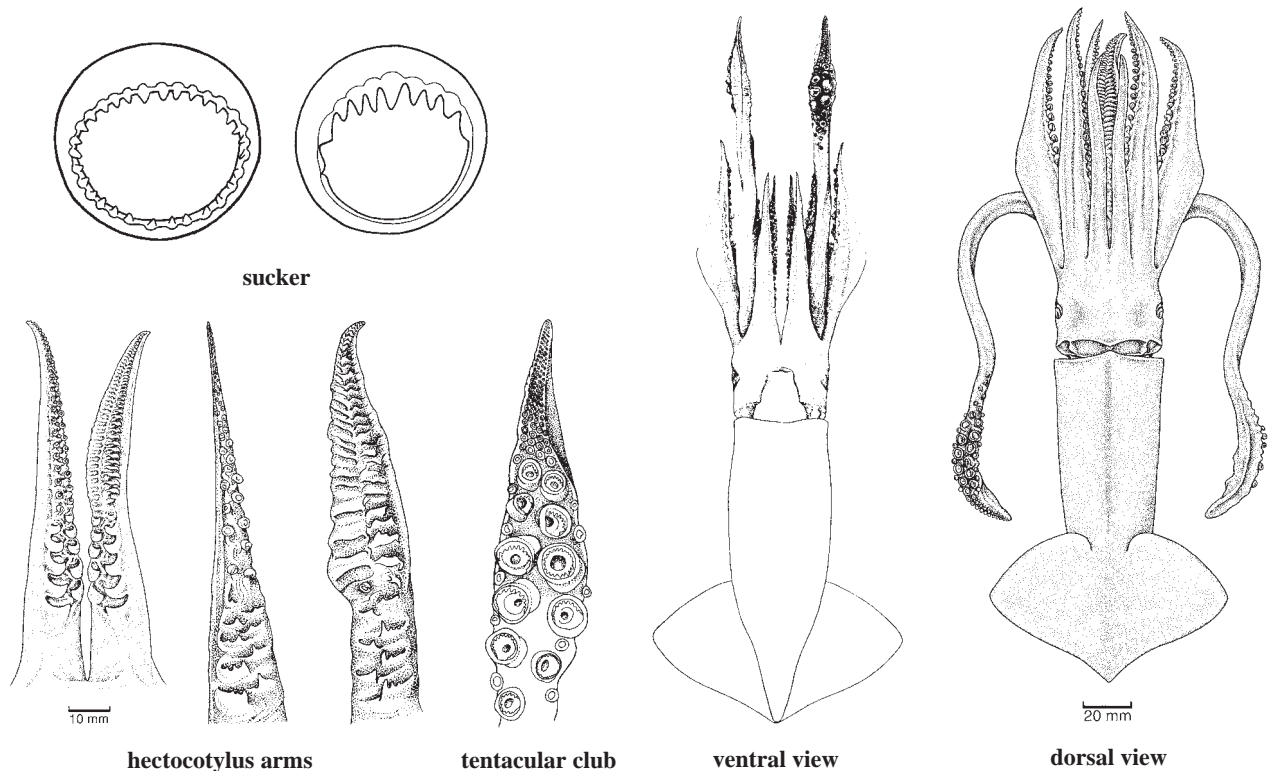 sucker
10 mm
20 mm
hectocotylus arms
tentacular club
ventral view
dorsal view